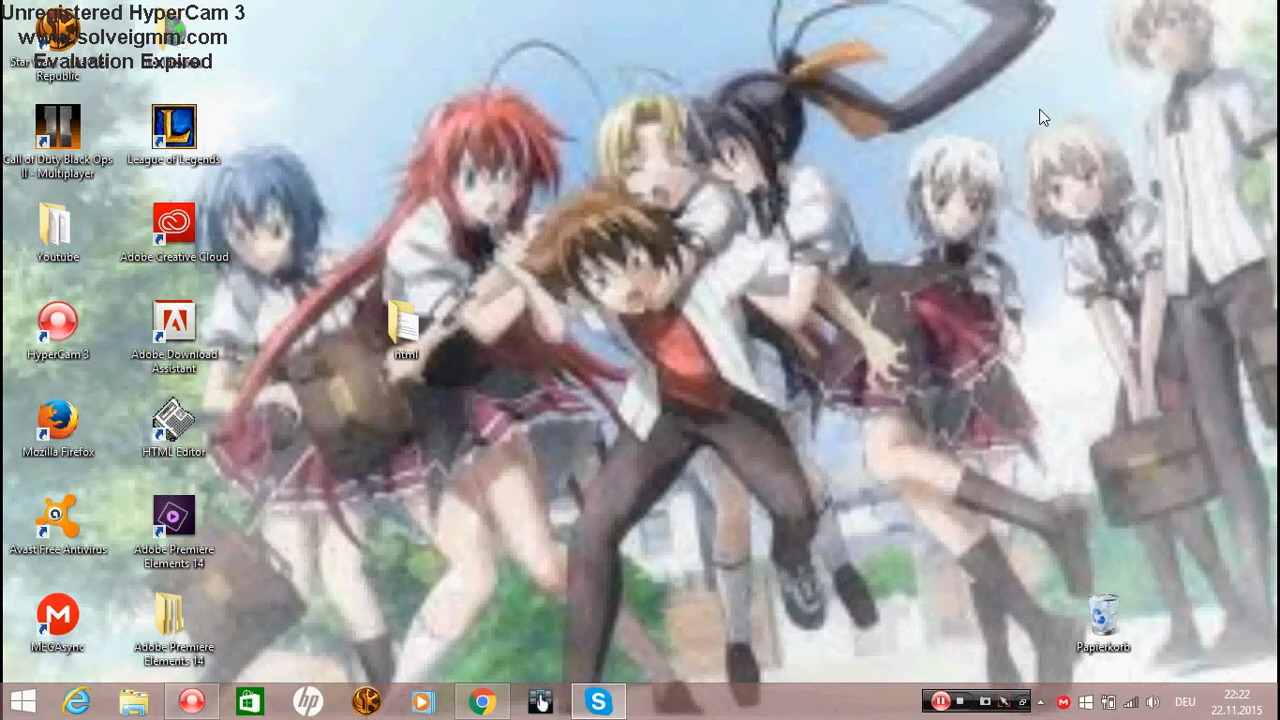 Unregistered HyperCam 3
www.solveigmm.com
Evaluation Expired
Republic
Call of Duty Black Ops
II - Multiplayer
League of Legends
Youtube
Adobe Creative Cloud
HyperCam 3
Adobe Download
Assistant
html
Mozilla Firefox
HTML Editor
Avast Free Antivirus
Adobe Premiere
Elements 14
MEGAsync
Adobe Premiere
Elements 14
Papierkorb
DEU
22:22
22.11.2015